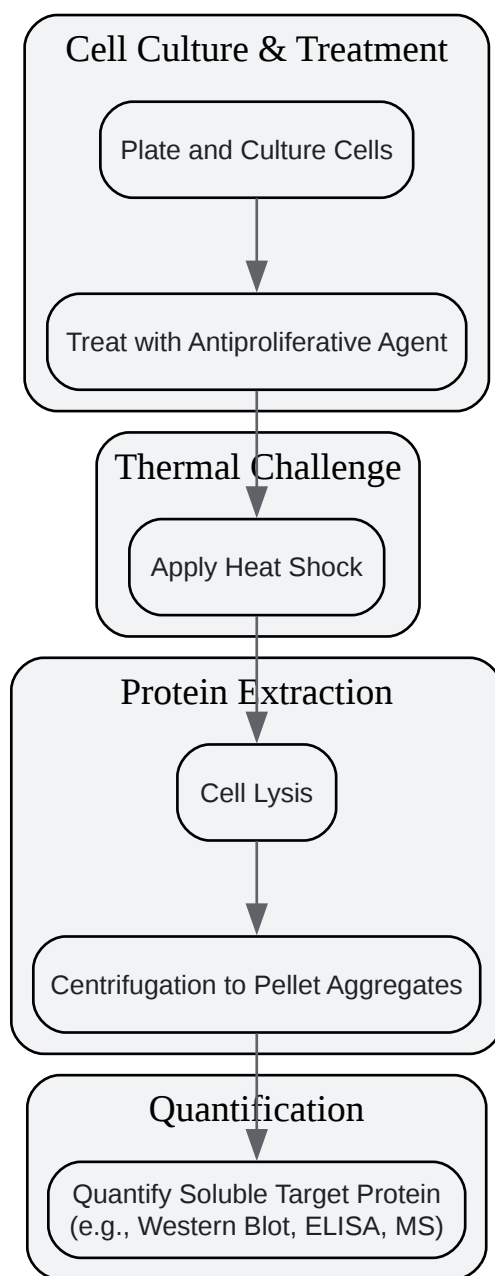 Cell Culture & Treatment
Plate and Culture Cells
Treat with Antiproliferative Agent
Thermal Challenge
Apply Heat Shock
Protein Extraction
Cell Lysis
Centrifugation to Pellet Aggregates
Quantification
Quantify Soluble Target Protein
(e.g., Western Blot, ELISA, MS)